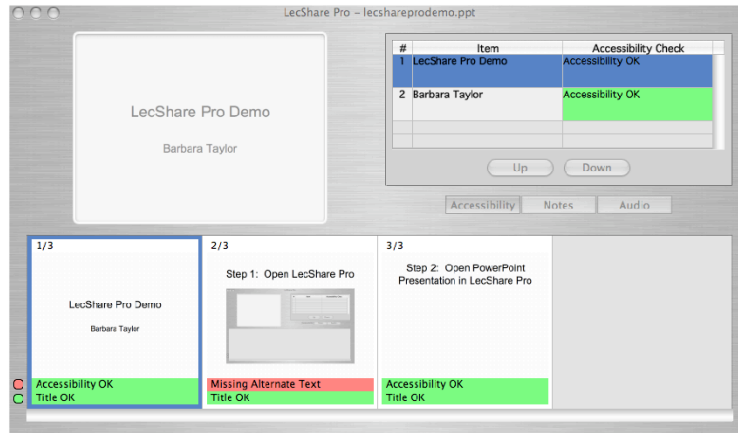 LecShare Pro – lecshareprodemo.ppt
LecShare Pro Demo
Barbara Taylor
# Item Accessibility Check
1 LecShare Pro Demo Accessibility OK
2 Barbara Taylor Accessibility OK
Up Down
Accessibility Notes Audio
1/3
LecShare Pro Demo
Barbara Taylor
Accessibility OK
Title OK
2/3
Step 1: Open LecShare Pro
Missing Alternate Text
Title OK
3/3
Step 2: Open PowerPoint
Presentation in LecShare Pro
Accessibility OK
Title OK